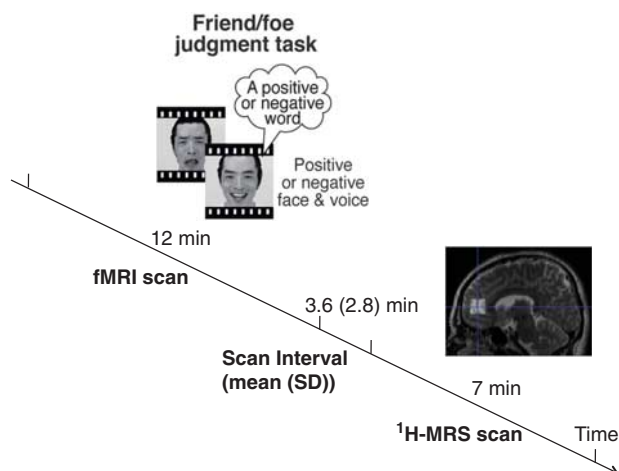 Friend/foe
judgment task
A positive
or negative
word
Positive
or negative
face & voice
12 min
fMRI scan
3.6 (2.8) min
Scan Interval
(mean (SD))
7 min
¹H-MRS scan
Time